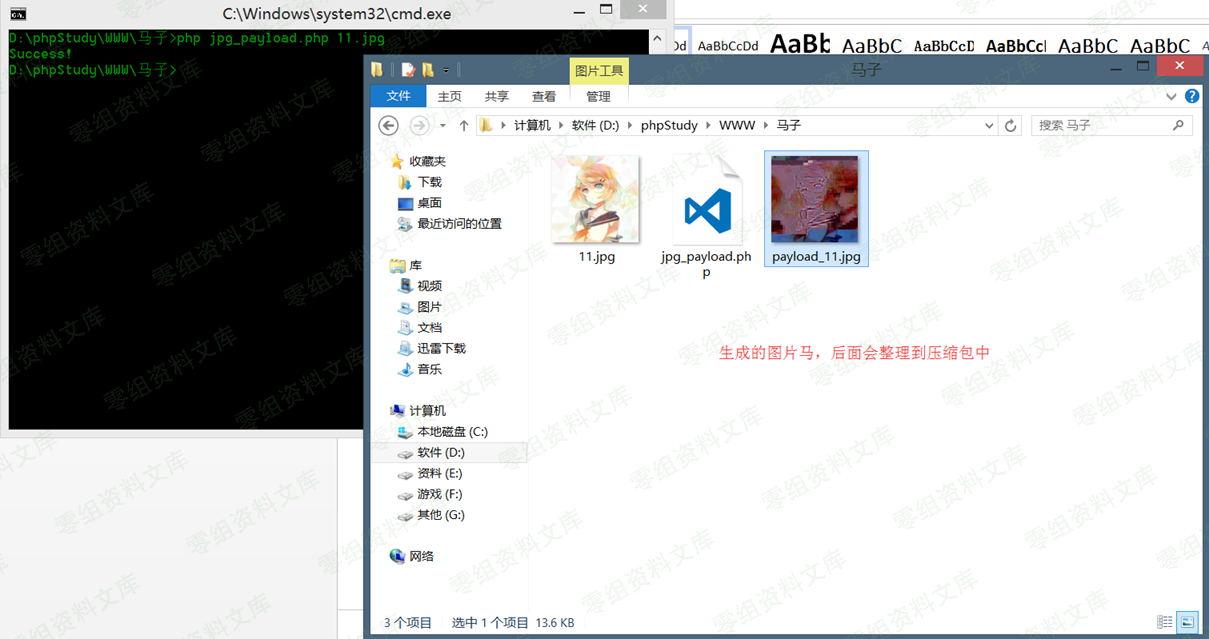 C:\Windows\system32\cmd.exe
D:\phpStudy\WWW\马子>php jpg_payload.php 11.jpg
Success!
D:\phpStudy\WWW\马子>
AaBbCcDd
AaBb
AaBbC
AaBbCcD
AaBbCcl
AaBbC
AaBbC
图片工具
马子
文件
主页
共享
查看
管理
计算机
软件 (D:)
phpStudy
WWW
马子
搜索 马子
收藏夹
下载
桌面
最近访问的位置
库
视频
图片
文档
迅雷下载
音乐
计算机
本地磁盘 (C:)
软件 (D:)
资料 (E:)
游戏 (F:)
其他 (G:)
网络
11.jpg
jpg_payload.ph
p
payload_11.jpg
生成的图片马，后面会整理到压缩包中
3 个项目
选中 1 个项目 13.6 KB
零组资料文库